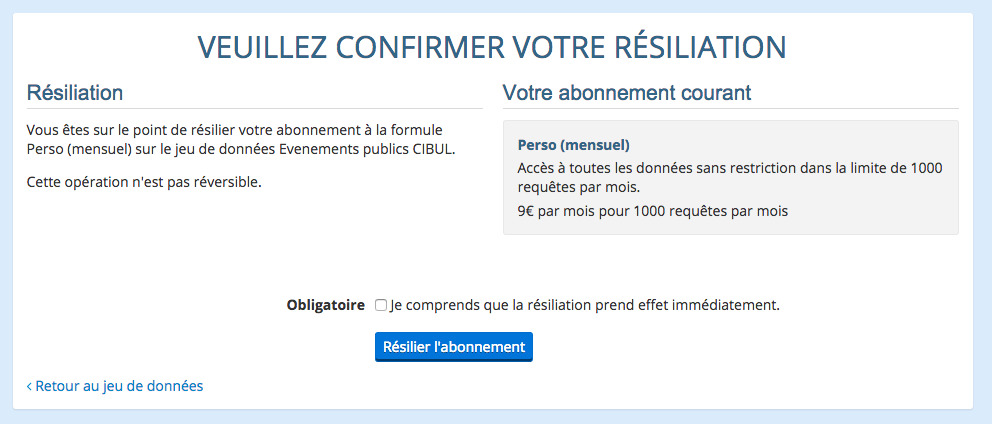 VEUILLEZ CONFIRMER VOTRE RÉSILIATION
Résiliation
Vous êtes sur le point de résilier votre abonnement à la formule
Perso (mensuel) sur le jeu de données Evenements publics CIBUL.
Cette opération n'est pas réversible.
Votre abonnement courant
Perso (mensuel)
Accès à toutes les données sans restriction dans la limite de 1000
requêtes par mois.
9€ par mois pour 1000 requêtes par mois
Obligatoire Je comprends que la résiliation prend effet immédiatement.
Résilier l'abonnement
‹ Retour au jeu de données